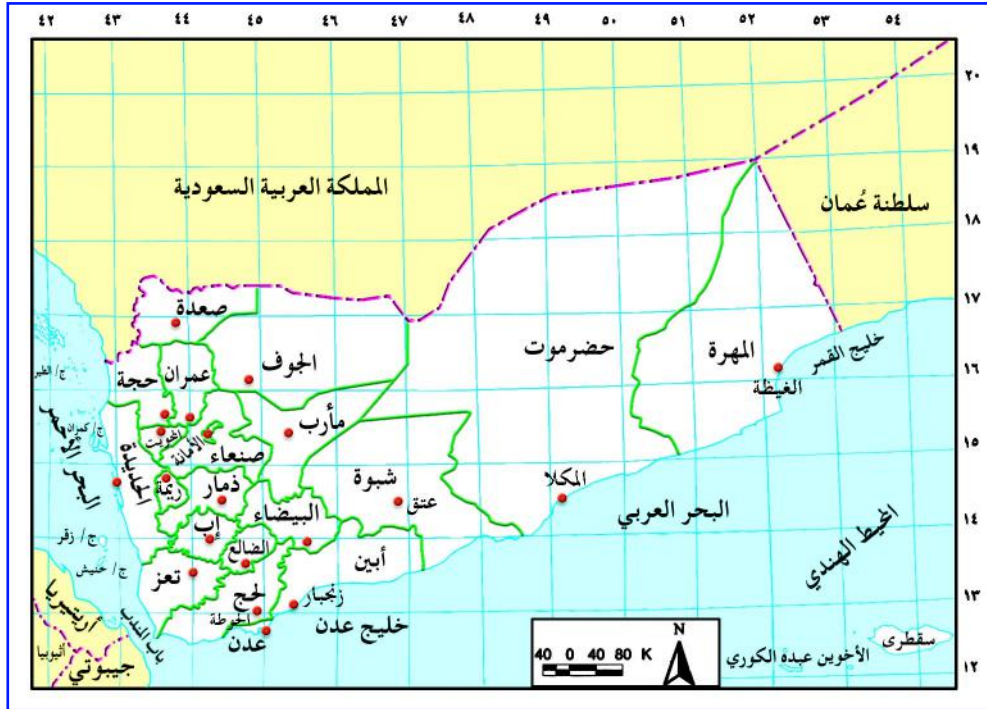 ٤٢ ٤٣ ٤٤ ٤٥ ٤٦ ٤٧ ٤٨ ٤٩ ٥٠ ٥١ ٥٢ ٥٣ ٥٤
٢٠
١٩
المملكة العربية السعودية
سلطنة عُمان
١٨
صعدة
١٧
خليج القمر
حضرموت
المهرة
الجوف
عمران
حجة
ج/ الطير
١٦
الغيظة
مأرب
ج/ كمران
المحويت
الأمانة
صنعاء
١٥
البحر الأحمر
الحديدة
ريمة
ذمار
شبوة
عتق
المكلا
البحر العربي
المحيط الهندي
البيضاء
إب
١٤
ج/ زقر
الضالع
أبين
ج/ حنيش
تعز
لحج
زنجبار
١٣
الحوطة
خليج عدن
عدن
باب المندب
أريتيريا
أثيوبيا
جيبوتي
N
40 0 40 80 K
سقطرى
الأخوين عبدة الكوري
١٢